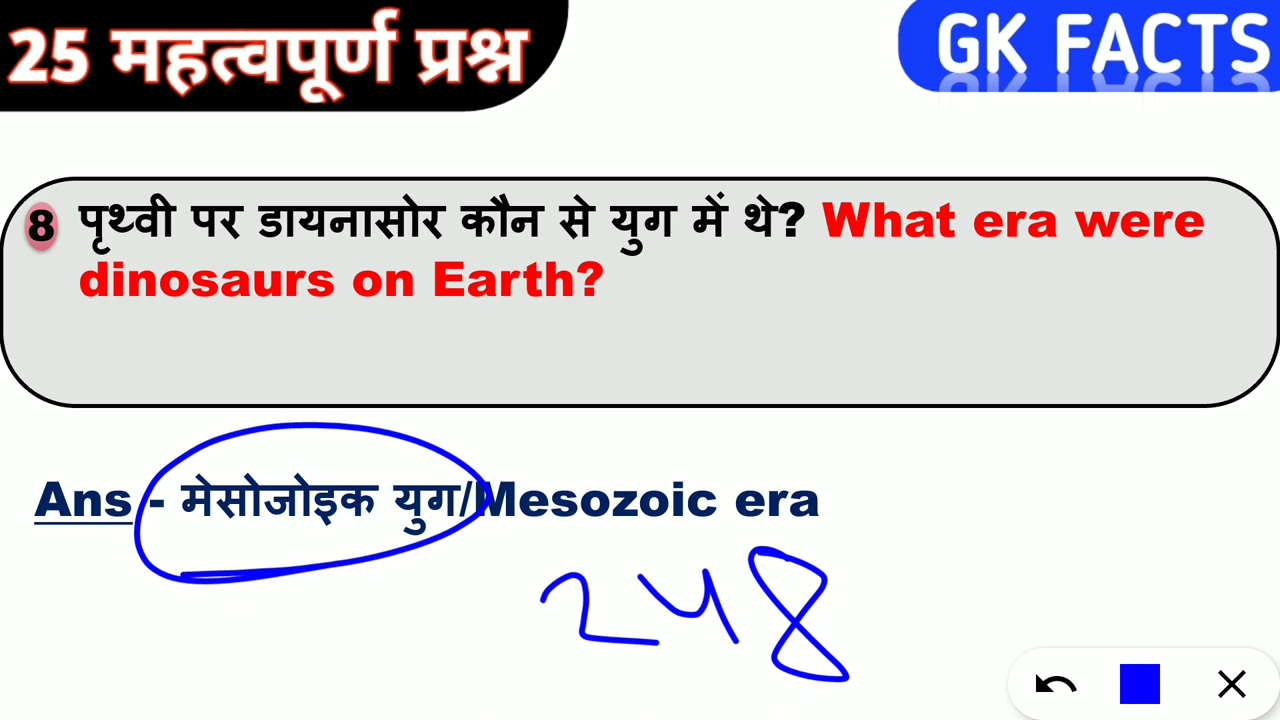 25 महत्वपूर्ण प्रश्न
GK FACTS
8 पृथ्वी पर डायनासोर कौन से युग में थे? What era were
dinosaurs on Earth?
Ans - मेसोजोइक युग/Mesozoic era
248